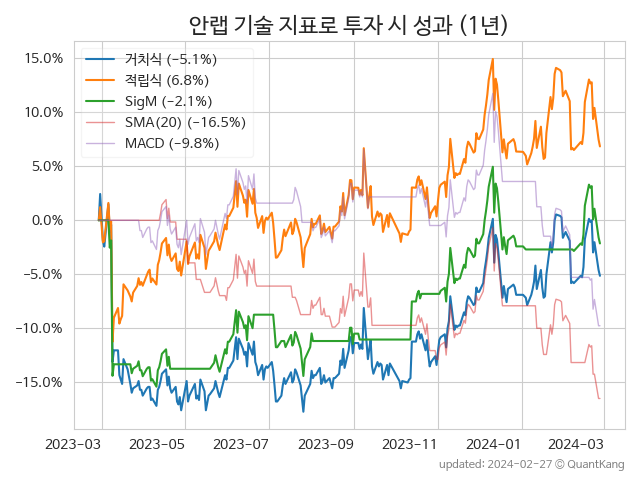 안랩 기술 지표로 투자 시 성과 (1년)
15.0%
10.0%
5.0%
0.0%
−5.0%
−10.0%
−15.0%
거치식 (−5.1%)
적립식 (6.8%)
SigM (−2.1%)
SMA(20) (−16.5%)
MACD (−9.8%)
2023-03 2023-05 2023-07 2023-09 2023-11 2024-01 2024-03
updated: 2024-02-27 ⓒ QuantKang